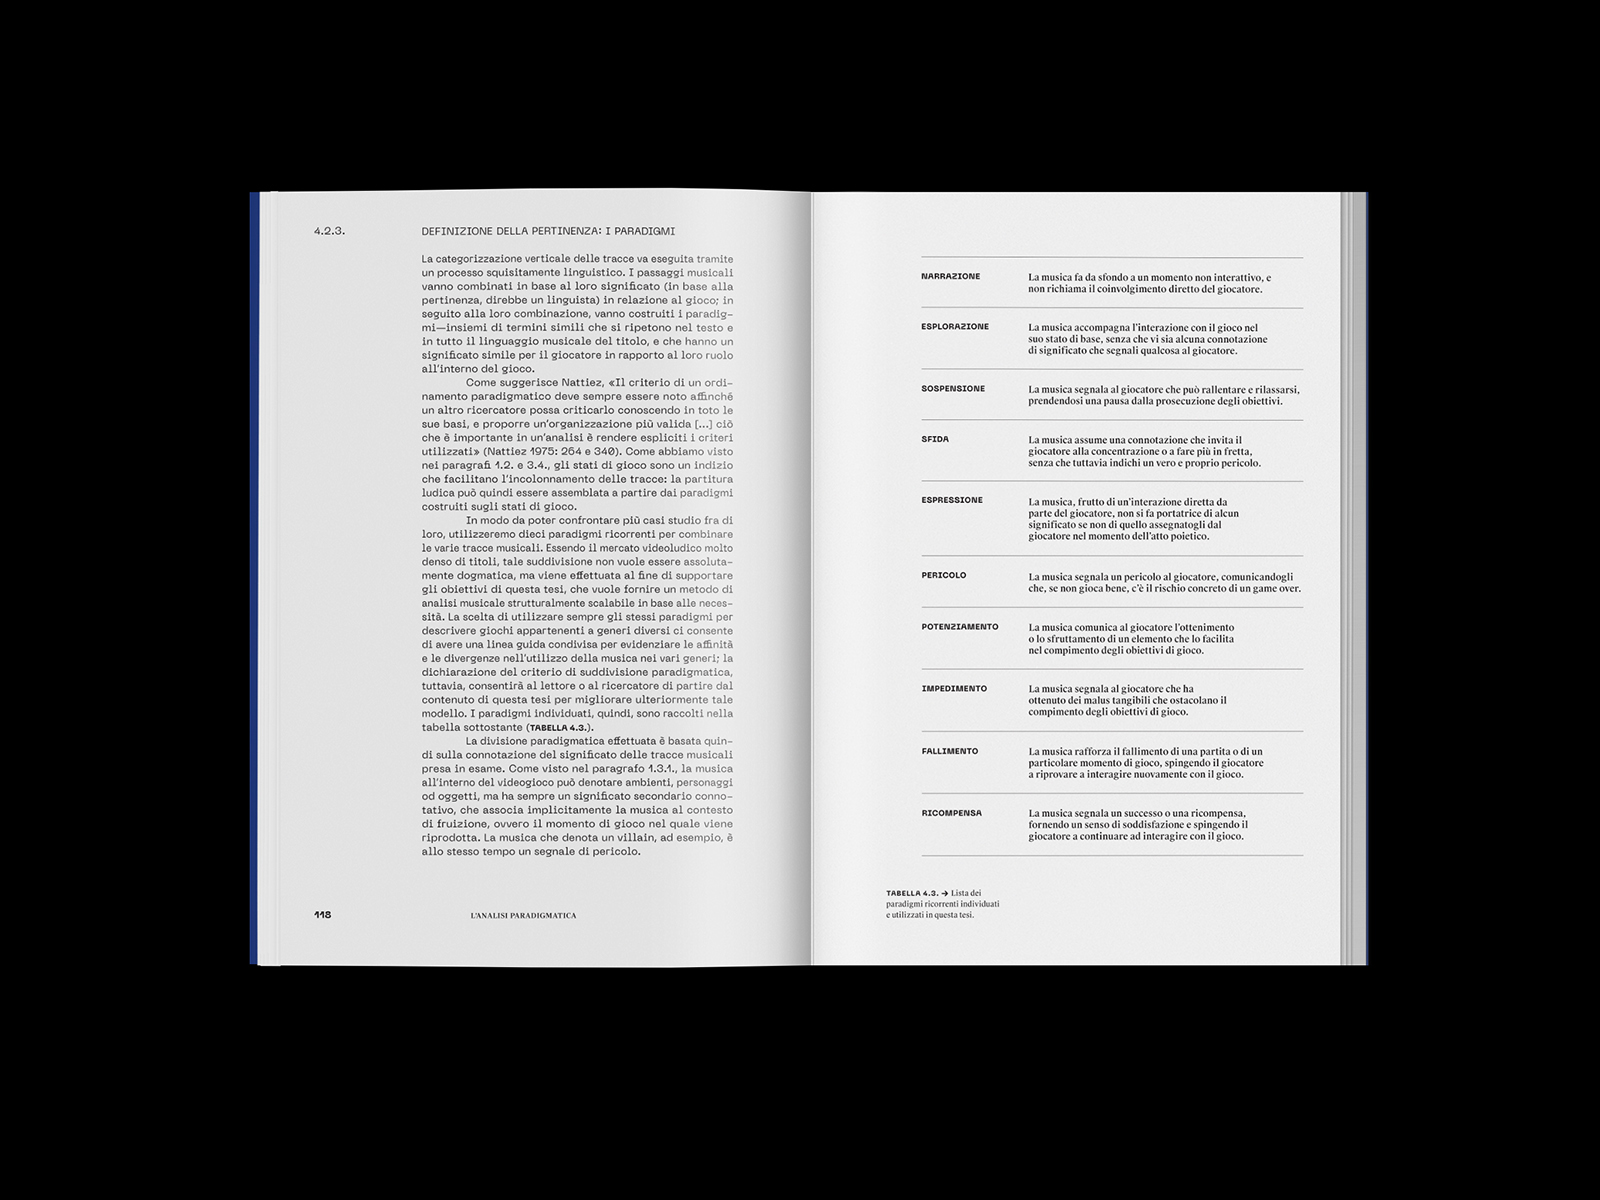 4.2.3.
DEFINIZIONE DELLA PERTINENZA: I PARADIGMI
La categorizzazione verticale delle tracce va eseguita tramite
un processo squisitamente linguistico. I passaggi musicali
vanno combinati in base al loro significato (in base alla
pertinenza, direbbe un linguista) in relazione al gioco; in
seguito alla loro combinazione, vanno costruiti i paradig-
mi—insiemi di termini simili che si ripetono nel testo e
in tutto il linguaggio musicale del titolo, e che hanno un
significato simile per il giocatore in rapporto al loro ruolo
all'interno del gioco.
Come suggerisce Nattiez, «Il criterio di un ordi-
namento paradigmatico deve sempre essere noto affinché
un altro ricercatore possa criticarlo conoscendo in toto le
sue basi, e proporre un'organizzazione più valida [...] ciò
che è importante in un'analisi è rendere espliciti i criteri
utilizzati» (Nattiez 1975: 264 e 340). Come abbiamo visto
nei paragrafi 1.2. e 3.4., gli stati di gioco sono un indizio
che facilitano l'incolonnamento delle tracce: la partitura
ludica può quindi essere assemblata a partire dai paradigmi
costruiti sugli stati di gioco.
In modo da poter confrontare più casi studio fra di
loro, utilizzeremo dieci paradigmi ricorrenti per combinare
le varie tracce musicali. Essendo il mercato videoludico molto
denso di titoli, tale suddivisione non vuole essere assoluta-
mente dogmatica, ma viene effettuata al fine di supportare
gli obiettivi di questa tesi, che vuole fornire un metodo di
analisi musicale strutturalmente scalabile in base alle neces-
sità. La scelta di utilizzare sempre gli stessi paradigmi per
descrivere giochi appartenenti a generi diversi ci consente
di avere una linea guida condivisa per evidenziare le affinità
e le divergenze nell'utilizzo della musica nei vari generi; la
dichiarazione del criterio di suddivisione paradigmatica,
tuttavia, consentirà al lettore o al ricercatore di partire dal
contenuto di questa tesi per migliorare ulteriormente tale
modello. I paradigmi individuati, quindi, sono raccolti nella
tabella sottostante (TABELLA 4.3.).
La divisione paradigmatica effettuata è basata quin-
di sulla connotazione del significato delle tracce musicali
presa in esame. Come visto nel paragrafo 1.3.1., la musica
all'interno del videogioco può denotare ambienti, personaggi
od oggetti, ma ha sempre un significato secondario conno-
tativo, che associa implicitamente la musica al contesto
di fruizione, ovvero il momento di gioco nel quale viene
riprodotta. La musica che denota un villain, ad esempio, è
allo stesso tempo un segnale di pericolo.
118
L'ANALISI PARADIGMATICA
NARRAZIONE
La musica fa da sfondo a un momento non interattivo, e
non richiama il coinvolgimento diretto del giocatore.
ESPLORAZIONE
La musica accompagna l'interazione con il gioco nel
suo stato di base, senza che vi sia alcuna connotazione
di significato che segnali qualcosa al giocatore.
SOSPENSIONE
La musica segnala al giocatore che può rallentare e rilassarsi,
prendendosi una pausa dalla prosecuzione degli obiettivi.
SFIDA
La musica assume una connotazione che invita il
giocatore alla concentrazione o a fare più in fretta,
senza che tuttavia indichi un vero e proprio pericolo.
ESPRESSIONE
La musica, frutto di un'interazione diretta da
parte del giocatore, non si fa portatrice di alcun
significato se non di quello assegnatogli dal
giocatore nel momento dell'atto poietico.
PERICOLO
La musica segnala un pericolo al giocatore, comunicandogli
che, se non gioca bene, c'è il rischio concreto di un game over.
POTENZIAMENTO
La musica comunica al giocatore l'ottenimento
o lo sfruttamento di un elemento che lo facilita
nel compimento degli obiettivi di gioco.
IMPEDIMENTO
La musica segnala al giocatore che ha
ottenuto dei malus tangibili che ostacolano il
compimento degli obiettivi di gioco.
FALLIMENTO
La musica rafforza il fallimento di una partita o di un
particolare momento di gioco, spingendo il giocatore
a riprovare a interagire nuovamente con il gioco.
RICOMPENSA
La musica segnala un successo o una ricompensa,
fornendo un senso di soddisfazione e spingendo il
giocatore a continuare ad interagire con il gioco.
TABELLA 4.3. → Lista dei
paradigmi ricorrenti individuati
e utilizzati in questa tesi.